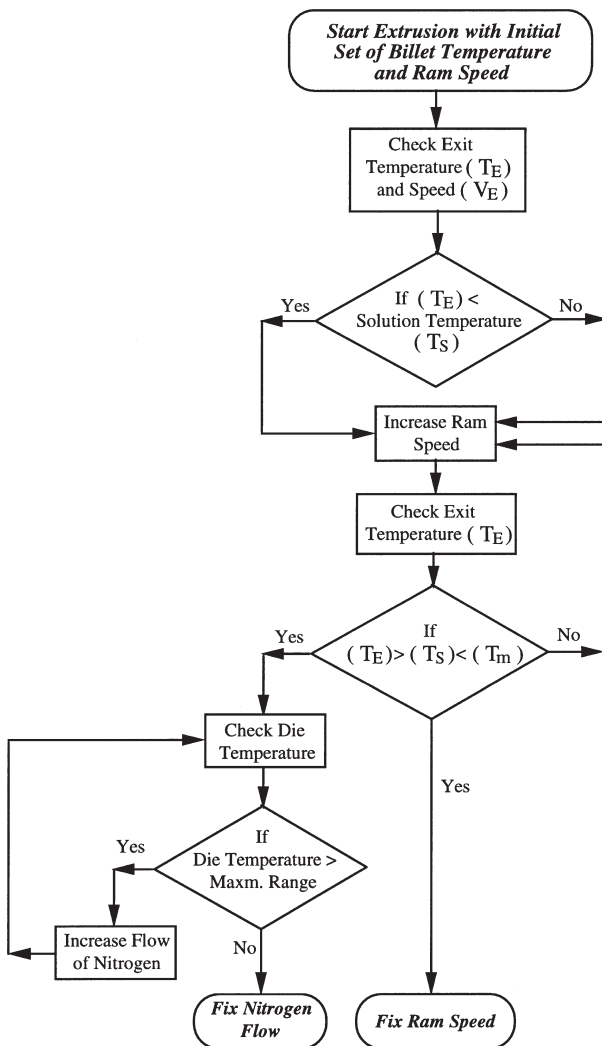 Start Extrusion with Initial
Set of Billet Temperature
and Ram Speed
Check Exit
Temperature ( TE )
and Speed ( VE )
Yes
If ( TE ) <
Solution Temperature
( TS )
No
Increase Ram
Speed
Check Exit
Temperature ( TE )
Yes
If
( TE ) > ( TS ) < ( Tm )
No
Check Die
Temperature
Yes
Yes
If
Die Temperature >
Maxm. Range
Increase Flow
of Nitrogen
No
Fix Nitrogen
Flow
Fix Ram Speed